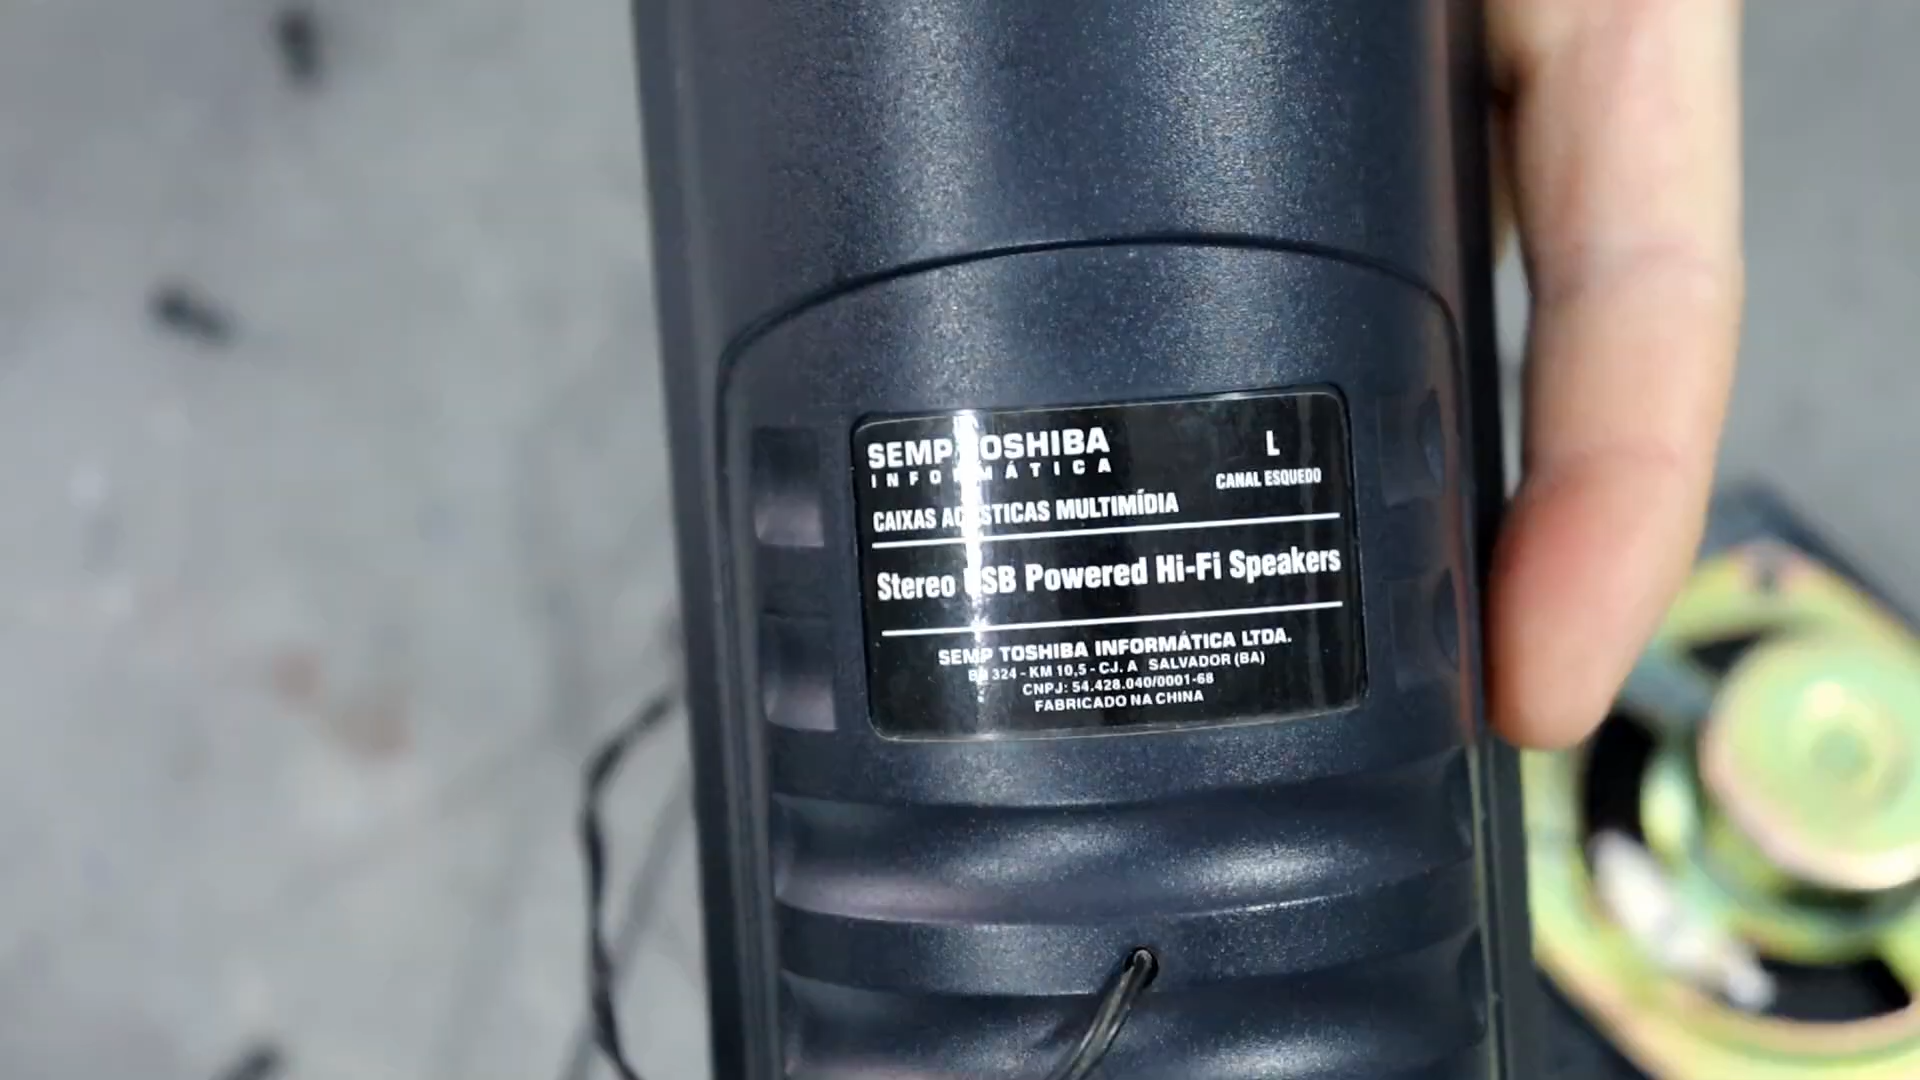 SEMP TOSHIBA
INFORMÁTICA
L
CANAL ESQUEDO
CAIXAS ACÚSTICAS MULTIMÍDIA
Stereo USB Powered Hi-Fi Speakers
SEMP TOSHIBA INFORMÁTICA LTDA.
BR 324 - KM 10,5 - CJ. A SALVADOR (BA)
CNPJ: 54.428.040/0001-68
FABRICADO NA CHINA